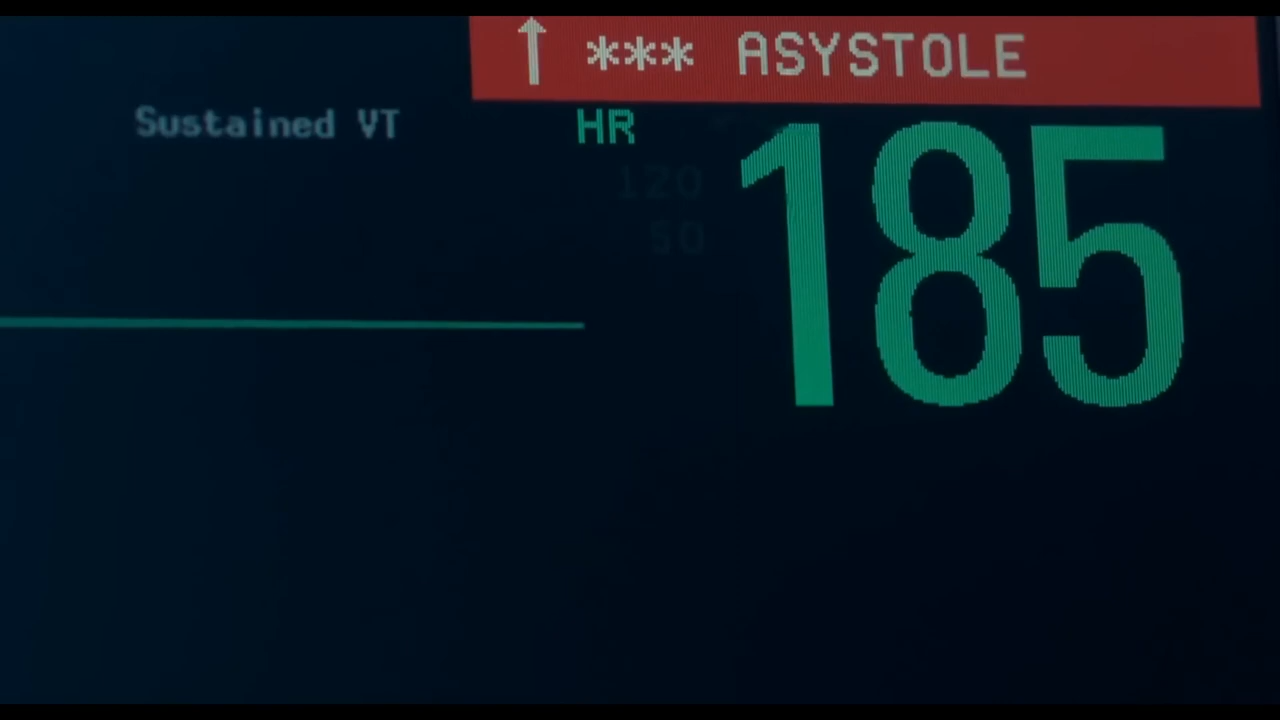 ↑ *** ASYSTOLE
Sustained VT
HR
185
120
50